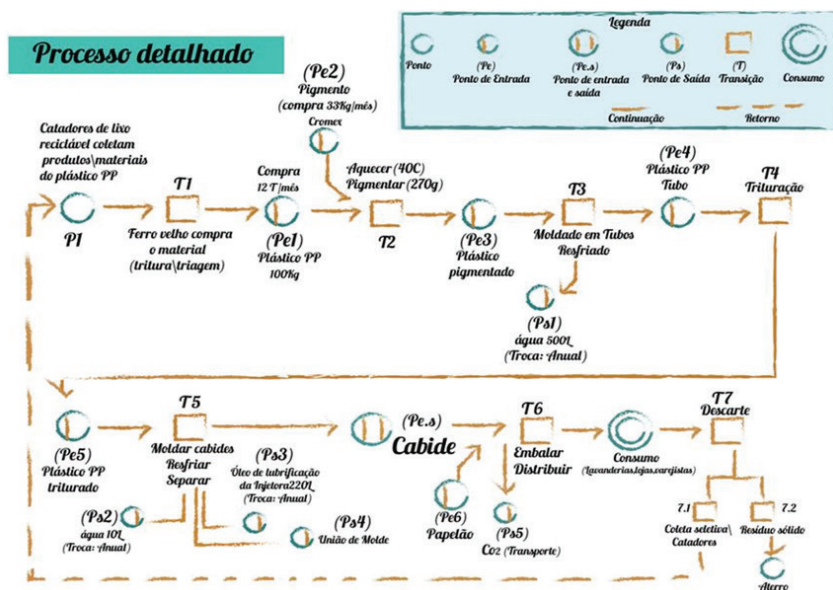 Processo detalhado
Legenda
Ponto
(Pe)
Ponto de Entrada
(Pe.s)
Ponto de entrada
e saída
(Ps)
Ponto de Saída
(T)
Transição
Consumo
Continuação
Retorno
Catadores de lixo
reciclável coletam
produtos\materiais
do plástico PP
P1
T1
Ferro velho compra
o material
(tritura\triagem)
Compra
12 T/mês
(Pe1)
Plástico PP
100Kg
(Pe2)
Pigmento
(compra 33Kg/mês)
Cromex
Aquecer(40C)
Pigmentar(270g)
T2
(Pe3)
Plástico
pigmentado
T3
Moldado em Tubos
Resfriado
(Ps1)
água 500L
(Troca: Anual)
(Pe4)
Plástico PP
Tubo
T4
Trituração
(Pe5)
Plástico PP
triturado
T5
Moldar cabides
Resfriar
Separar
(Ps2)
água 10L
(Troca: Anual)
(Ps3)
Óleo de lubrificação
da Injetora220L
(Troca: Anual)
(Ps4)
União de Molde
(Pe.s)
Cabide
(Pe6)
Papelão
T6
Embalar
Distribuir
(Ps5)
Co2 (Transporte)
Consumo
(Lavanderias,lojas,varejistas)
T7
Descarte
7.1
Coleta seletiva\
Catadores
7.2
Resíduo sólido
Aterro